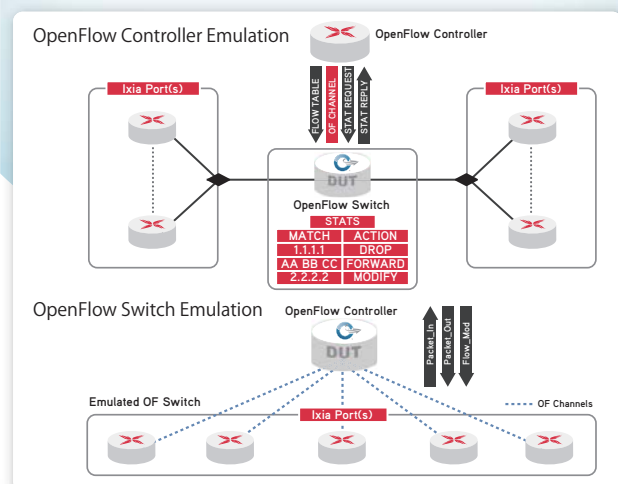 OpenFlow Controller Emulation
OpenFlow Controller
FLOW TABLE
OF CHANNEL
STAT REQUEST
STAT REPLY
Ixia Port(s)
Ixia Port(s)
DUT
OpenFlow Switch
STATS
MATCH ACTION
1.1.1.1 DROP
AA BB CC FORWARD
2.2.2.2 MODIFY
OpenFlow Switch Emulation
OpenFlow Controller
DUT
Packet_In
Packet_Out
Flow_Mod
Emulated OF Switch
OF Channels
Ixia Port(s)